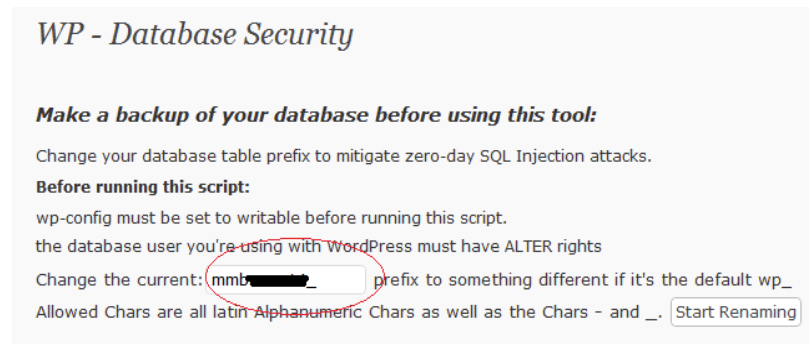 WP - Database Security
Make a backup of your database before using this tool:
Change your database table prefix to mitigate zero-day SQL Injection attacks.
Before running this script:
wp-config must be set to writable before running this script.
the database user you're using with WordPress must have ALTER rights
Change the current: prefix to something different if it's the default wp_
Allowed Chars are all latin Alphanumeric Chars as well as the Chars - and _. Start Renaming